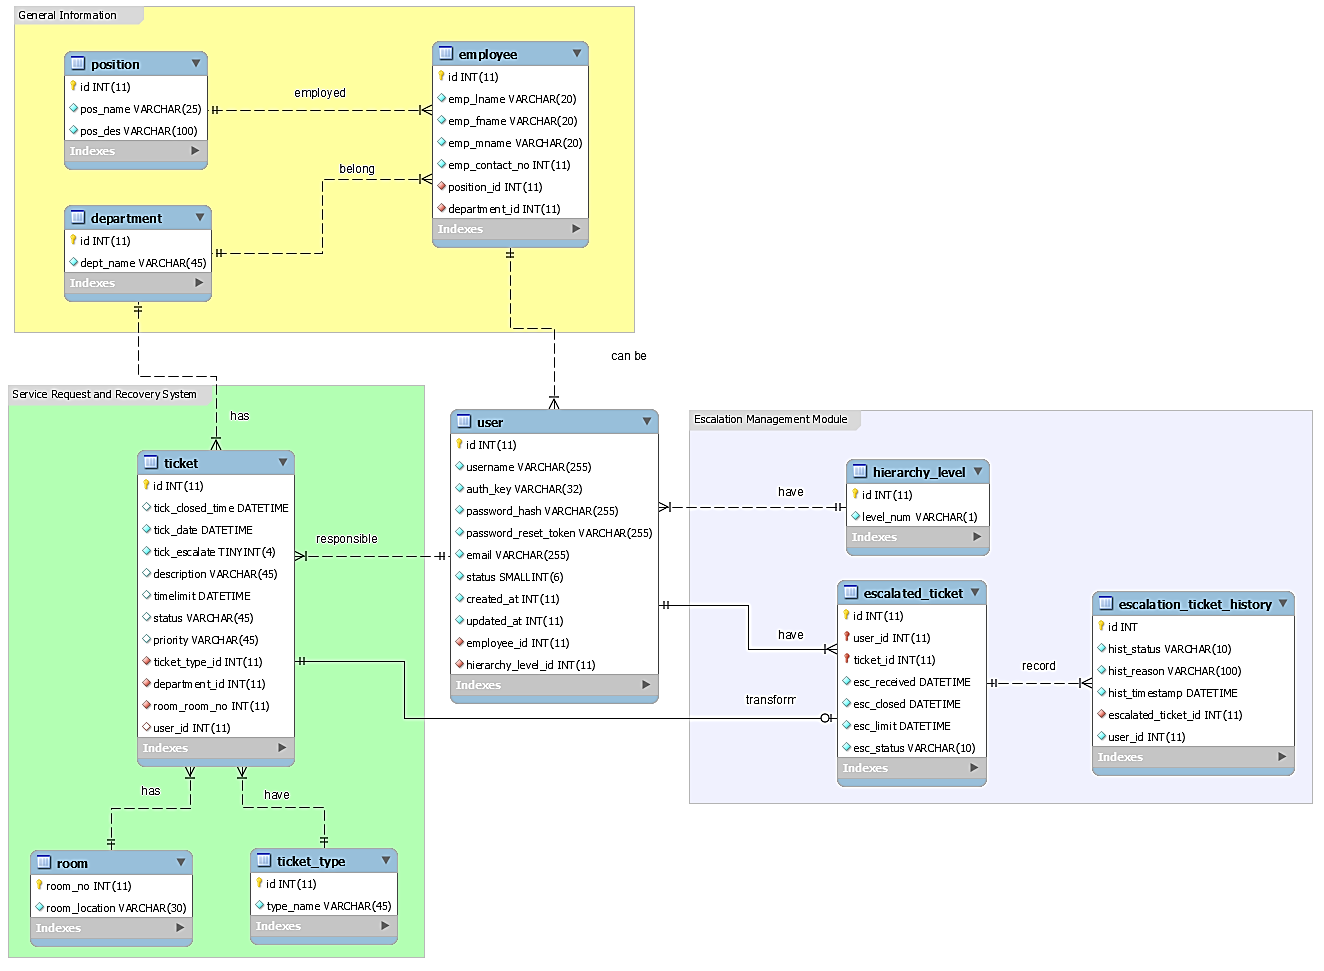 General Information
position
id INT(11)
pos_name VARCHAR(25)
pos_des VARCHAR(100)
Indexes
employed
employee
id INT(11)
emp_lname VARCHAR(20)
emp_fname VARCHAR(20)
emp_mname VARCHAR(20)
emp_contact_no INT(11)
position_id INT(11)
department_id INT(11)
Indexes
belong
department
id INT(11)
dept_name VARCHAR(45)
Indexes
can be
Service Request and Recovery System
has
ticket
id INT(11)
tick_closed_time DATETIME
tick_date DATETIME
tick_escalate TINYINT(4)
description VARCHAR(45)
timelimit DATETIME
status VARCHAR(45)
priority VARCHAR(45)
ticket_type_id INT(11)
department_id INT(11)
room_room_no INT(11)
user_id INT(11)
Indexes
responsible
user
id INT(11)
username VARCHAR(255)
auth_key VARCHAR(32)
password_hash VARCHAR(255)
password_reset_token VARCHAR(255)
email VARCHAR(255)
status SMALLINT(6)
created_at INT(11)
updated_at INT(11)
employee_id INT(11)
hierarchy_level_id INT(11)
Indexes
Escalation Management Module
have
hierarchy_level
id INT(11)
level_num VARCHAR(1)
Indexes
have
transform
escalated_ticket
id INT(11)
user_id INT(11)
ticket_id INT(11)
esc_received DATETIME
esc_closed DATETIME
esc_limit DATETIME
esc_status VARCHAR(10)
Indexes
record
escalation_ticket_history
id INT
hist_status VARCHAR(10)
hist_reason VARCHAR(100)
hist_timestamp DATETIME
escalated_ticket_id INT(11)
user_id INT(11)
Indexes
has
have
room
room_no INT(11)
room_location VARCHAR(30)
Indexes
ticket_type
id INT(11)
type_name VARCHAR(45)
Indexes